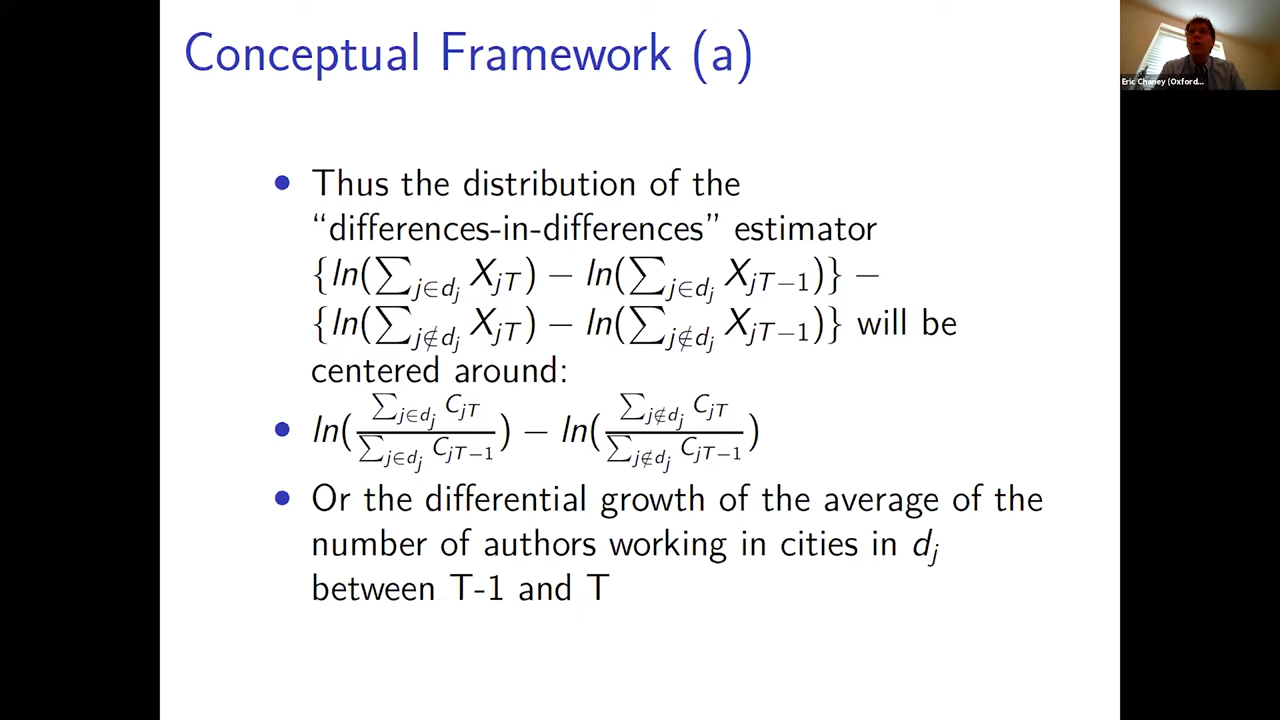 Conceptual Framework (a)
Eric Chaney (Oxford...
• Thus the distribution of the
“differences-in-differences” estimator
{ln(∑_{j∈d_j} X_{jT}) − ln(∑_{j∈d_j} X_{jT−1})} −
{ln(∑_{j∉d_j} X_{jT}) − ln(∑_{j∉d_j} X_{jT−1})} will be
centered around:
• ln(\frac{∑_{j∈d_j} C_{jT}}{∑_{j∈d_j} C_{jT−1}}) − ln(\frac{∑_{j∉d_j} C_{jT}}{∑_{j∉d_j} C_{jT−1}})
• Or the differential growth of the average of the
number of authors working in cities in d_j
between T-1 and T